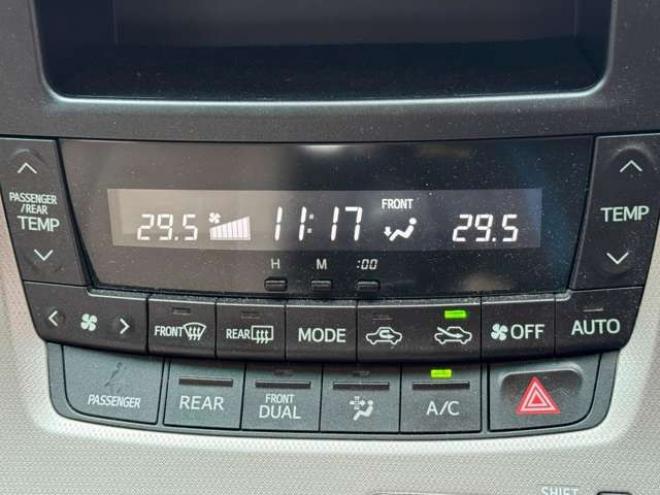 PASSENGER
/REAR
TEMP
29.5
11:17
FRONT
29.5
TEMP
H M :00
FRONT
REAR
MODE
OFF
AUTO
PASSENGER
REAR
FRONT
DUAL
A/C
SHIFT